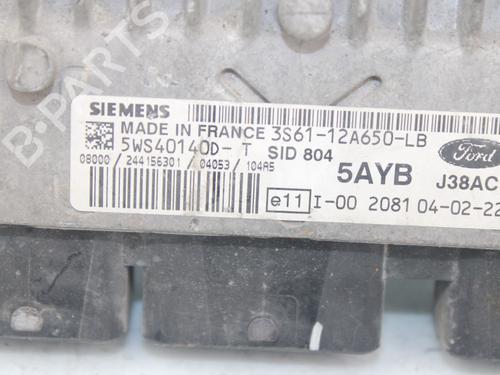 SIEMENS
MADE IN FRANCE 3S61-12A650-LB
5WS40140D-T SID 804
Ford
08000 / 244156301 / 04053 / 104A5
5AYB J38AC
e11 I-00 2081 04-02-22